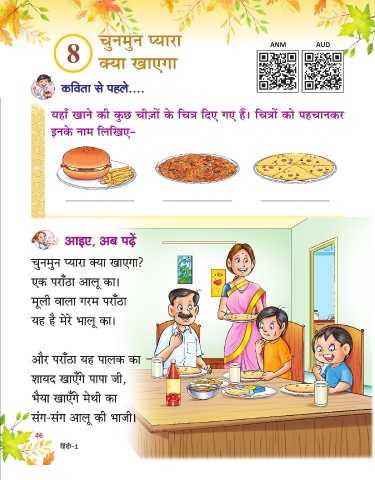 8
चुनमुन प्यारा
क्या खाएगा
ANM
AUD
कविता से पहले....
यहाँ खाने की कुछ चीज़ों के चित्र दिए गए हैं। चित्रों को पहचानकर
इनके नाम लिखिए-
आइए, अब पढ़ें
चुनमुन प्यारा क्या खाएगा?
एक पराँठा आलू का।
मूली वाला गरम पराँठा
यह है मेरे भालू का।
और पराँठा यह पालक का
शायद खाएँगे पापा जी,
भैया खाएँगे मेथी का
संग-संग आलू की भाजी।
46
हिंदी-1